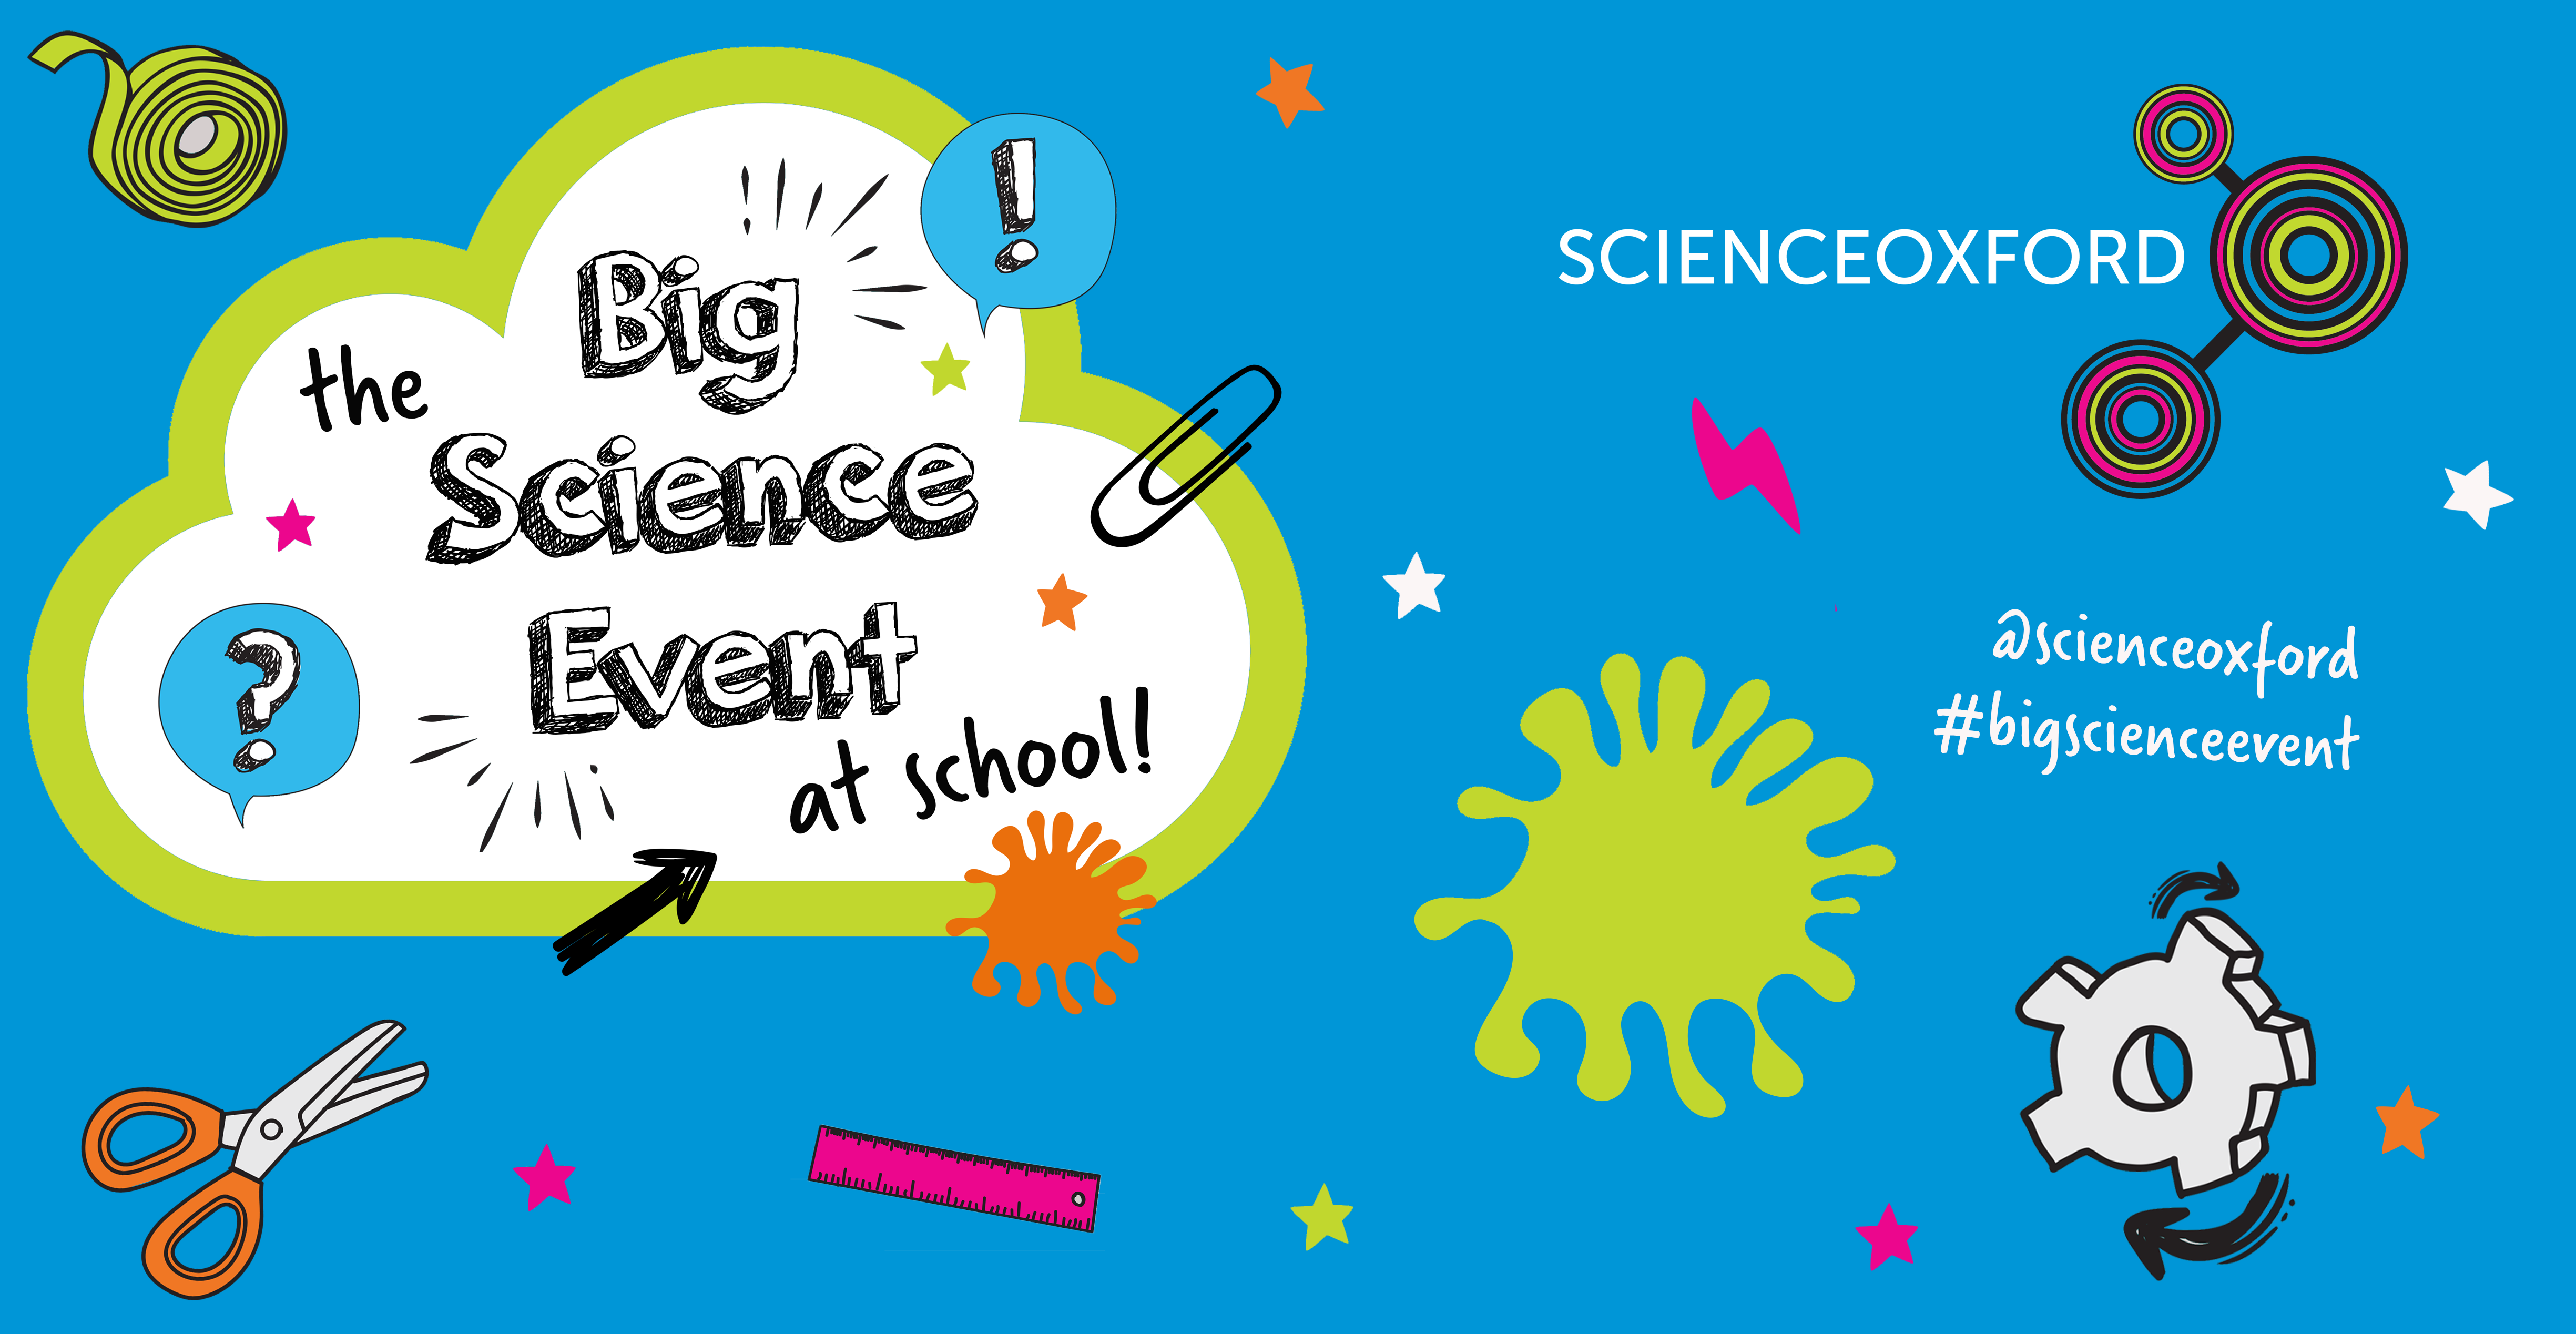 the
Big
Science
Event
at school!
!
?
SCIENCEOXFORD
@scienceoxford
#bigscienceevent